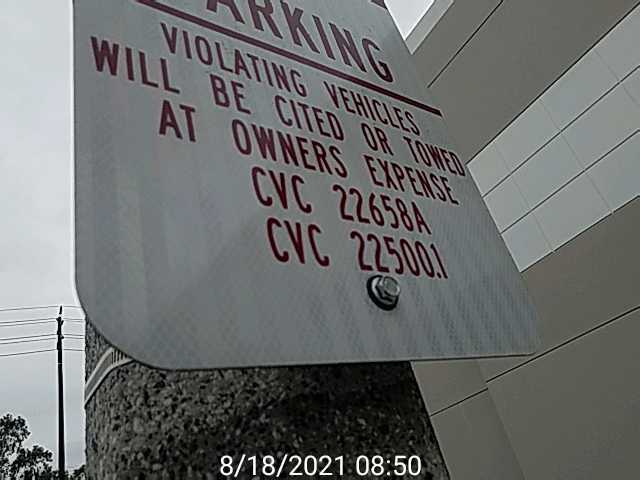 PARKING
VIOLATING VEHICLES
WILL BE CITED OR TOWED
AT OWNERS EXPENSE
CVC 22658A
CVC 22500.1
8/18/2021 08:50